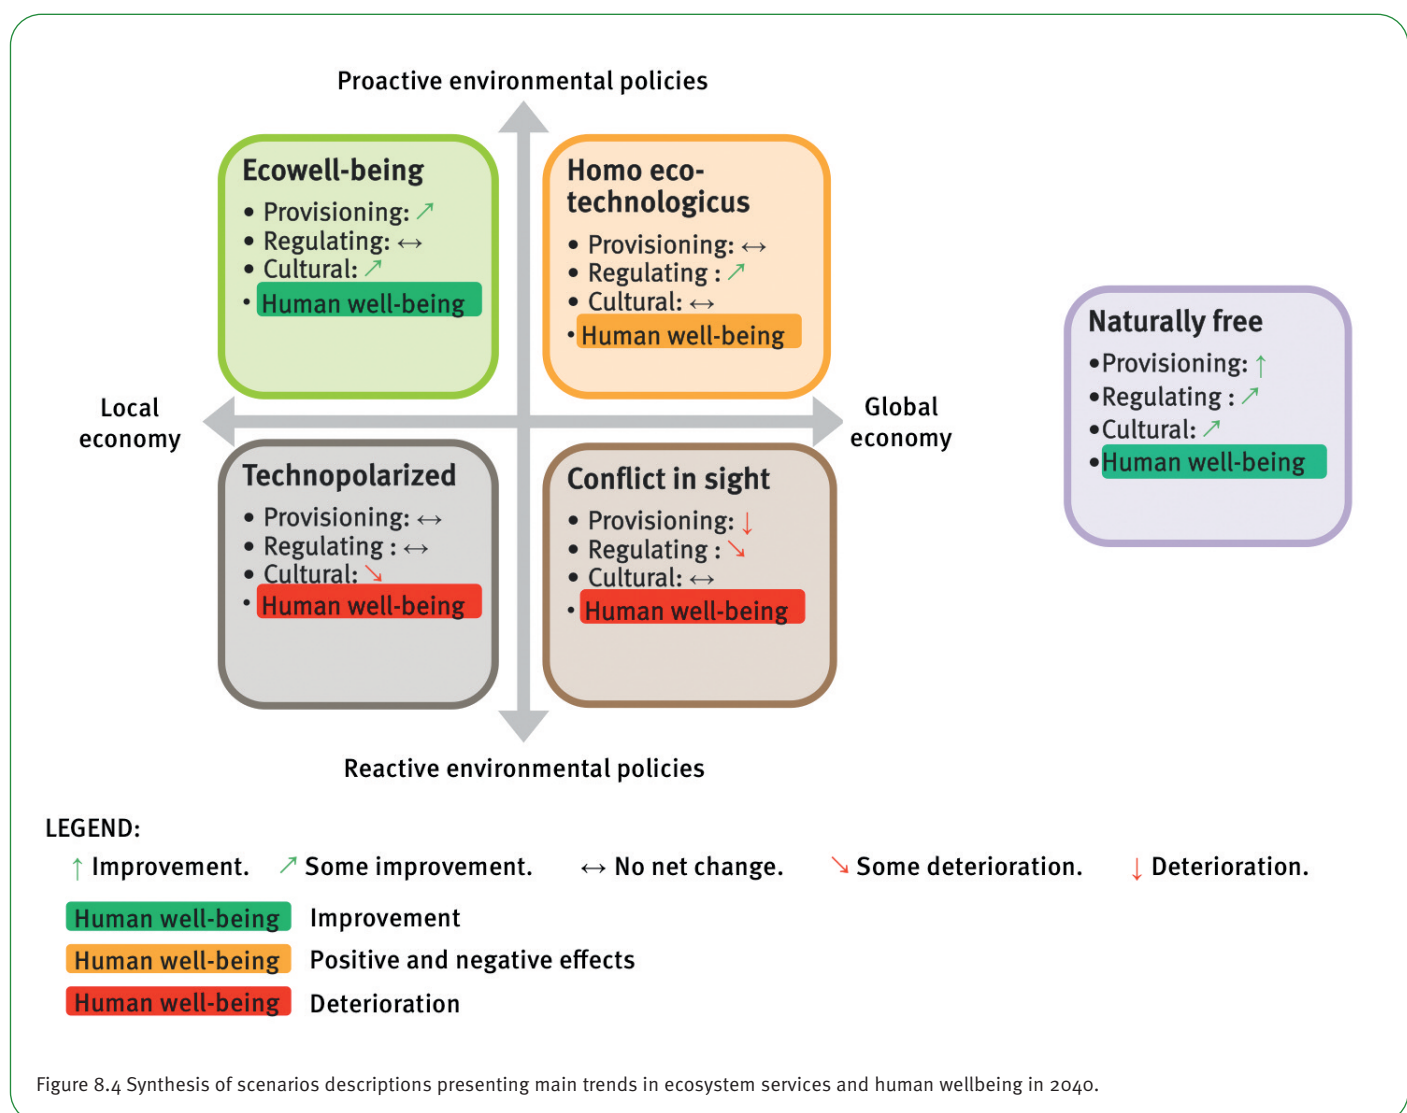 Proactive environmental policies
Ecowell-being
• Provisioning: ↗
• Regulating: ↔
• Cultural: ↗
• Human well-being
Homo eco-
technologicus
• Provisioning: ↔
• Regulating : ↗
• Cultural: ↔
• Human well-being
Naturally free
•Provisioning: ↑
•Regulating : ↗
•Cultural: ↗
•Human well-being
Local
economy
Global
economy
Technopolarized
• Provisioning: ↔
• Regulating : ↔
• Cultural: ↘
• Human well-being
Conflict in sight
• Provisioning: ↓
• Regulating : ↘
• Cultural: ↔
• Human well-being
Reactive environmental policies
LEGEND:
↑ Improvement. ↗ Some improvement. ↔ No net change. ↘ Some deterioration. ↓ Deterioration.
Human well-being Improvement
Human well-being Positive and negative effects
Human well-being Deterioration
Figure 8.4 Synthesis of scenarios descriptions presenting main trends in ecosystem services and human wellbeing in 2040.